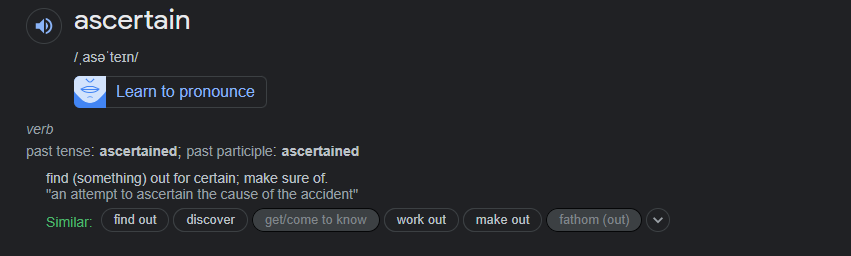 ascertain
/ˌasəˈteɪn/
Learn to pronounce
verb
past tense: ascertained; past participle: ascertained
find (something) out for certain; make sure of.
"an attempt to ascertain the cause of the accident"
Similar: find out discover get/come to know work out make out fathom (out)